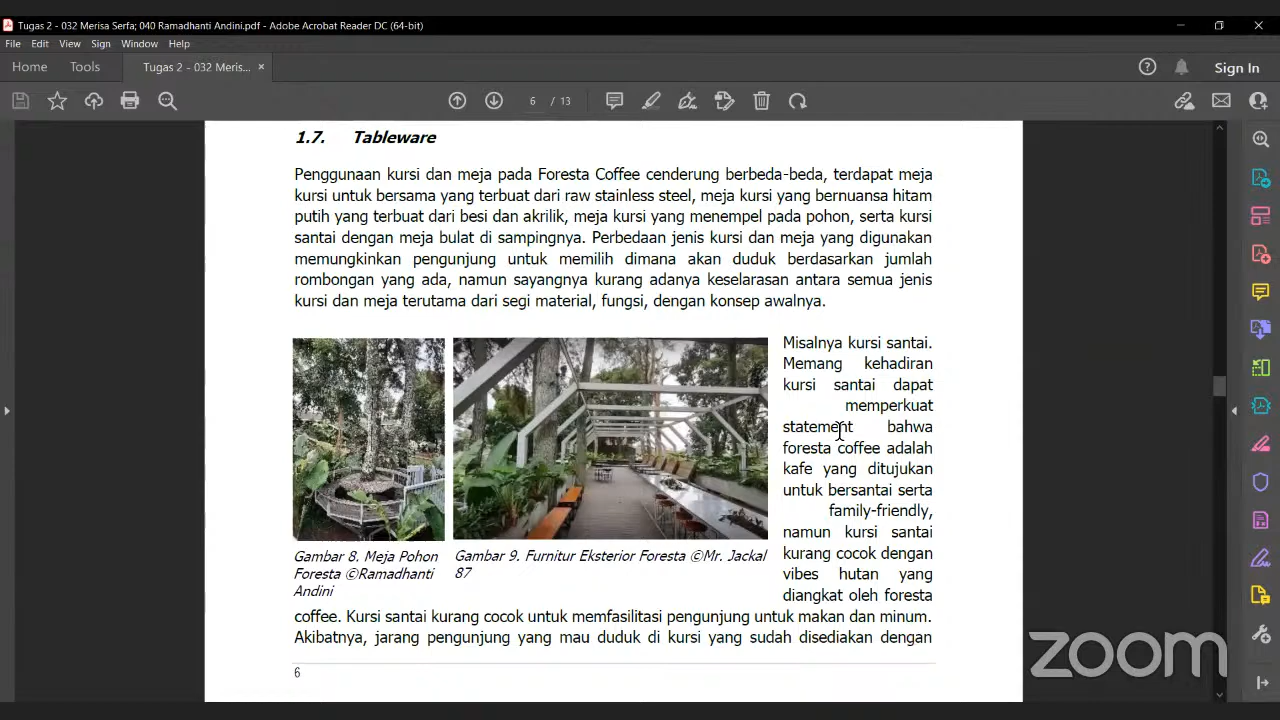 Tugas 2 - 032 Merisa Serfa; 040 Ramadhanti Andini.pdf - Adobe Acrobat Reader DC (64-bit)
File Edit View Sign Window Help
Home Tools Tugas 2 - 032 Meris... ×
Sign In
6 / 13
1.7. Tableware
Penggunaan kursi dan meja pada Foresta Coffee cenderung berbeda-beda, terdapat meja
kursi untuk bersama yang terbuat dari raw stainless steel, meja kursi yang bernuansa hitam
putih yang terbuat dari besi dan akrilik, meja kursi yang menempel pada pohon, serta kursi
santai dengan meja bulat di sampingnya. Perbedaan jenis kursi dan meja yang digunakan
memungkinkan pengunjung untuk memilih dimana akan duduk berdasarkan jumlah
rombongan yang ada, namun sayangnya kurang adanya keselarasan antara semua jenis
kursi dan meja terutama dari segi material, fungsi, dengan konsep awalnya.
Gambar 8. Meja Pohon
Foresta ©Ramadhanti
Andini
Gambar 9. Furnitur Eksterior Foresta ©Mr. Jackal
87
Misalnya kursi santai.
Memang kehadiran
kursi santai dapat
memperkuat
statement bahwa
foresta coffee adalah
kafe yang ditujukan
untuk bersantai serta
family-friendly,
namun kursi santai
kurang cocok dengan
vibes hutan yang
diangkat oleh foresta
coffee. Kursi santai kurang cocok untuk memfasilitasi pengunjung untuk makan dan minum.
Akibatnya, jarang pengunjung yang mau duduk di kursi yang sudah disediakan dengan
6
zoom